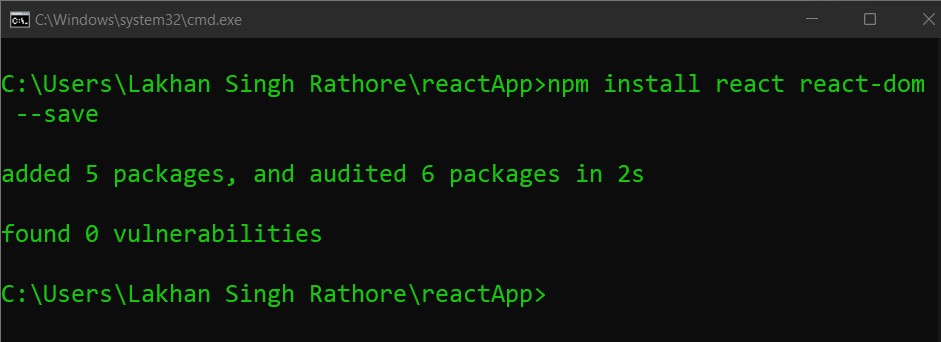 C:\Windows\system32\cmd.exe
C:\Users\Lakhan Singh Rathore\reactApp>npm install react react-dom
--save
added 5 packages, and audited 6 packages in 2s
found 0 vulnerabilities
C:\Users\Lakhan Singh Rathore\reactApp>